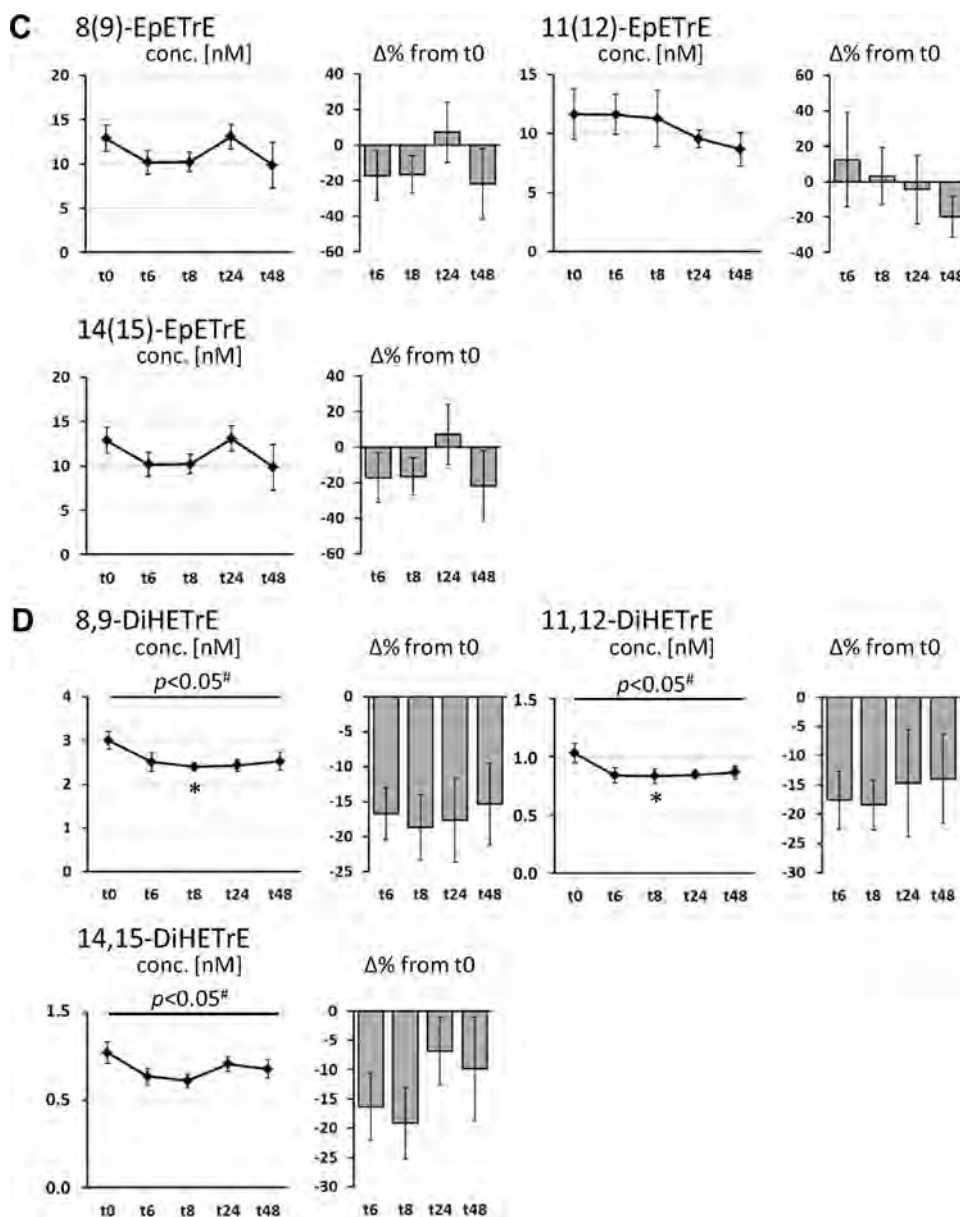 C
8(9)-EpETrE
conc. [nM]
20
15
10
5
0
t0 t6 t8 t24 t48
Δ% from t0
40
20
0
-20
-40
-60
t6 t8 t24 t48
11(12)-EpETrE
conc. [nM]
15
10
5
0
t0 t6 t8 t24 t48
Δ% from t0
60
40
20
0
-20
-40
t6 t8 t24 t48
14(15)-EpETrE
conc. [nM]
20
15
10
5
0
t0 t6 t8 t24 t48
Δ% from t0
40
20
0
-20
-40
-60
t6 t8 t24 t48
D
8,9-DiHETrE
conc. [nM]
p<0.05#
4
3
2
1
0
*
t0 t6 t8 t24 t48
Δ% from t0
0
-5
-10
-15
-20
-25
t6 t8 t24 t48
11,12-DiHETrE
conc. [nM]
p<0.05#
1.5
1.0
0.5
0.0
*
t0 t6 t8 t24 t48
Δ% from t0
0
-5
-10
-15
-20
-25
-30
t6 t8 t24 t48
14,15-DiHETrE
conc. [nM]
p<0.05#
1.5
0.5
0.0
t0 t6 t8 t24 t48
Δ% from t0
0
-5
-10
-15
-20
-25
-30
t6 t8 t24 t48